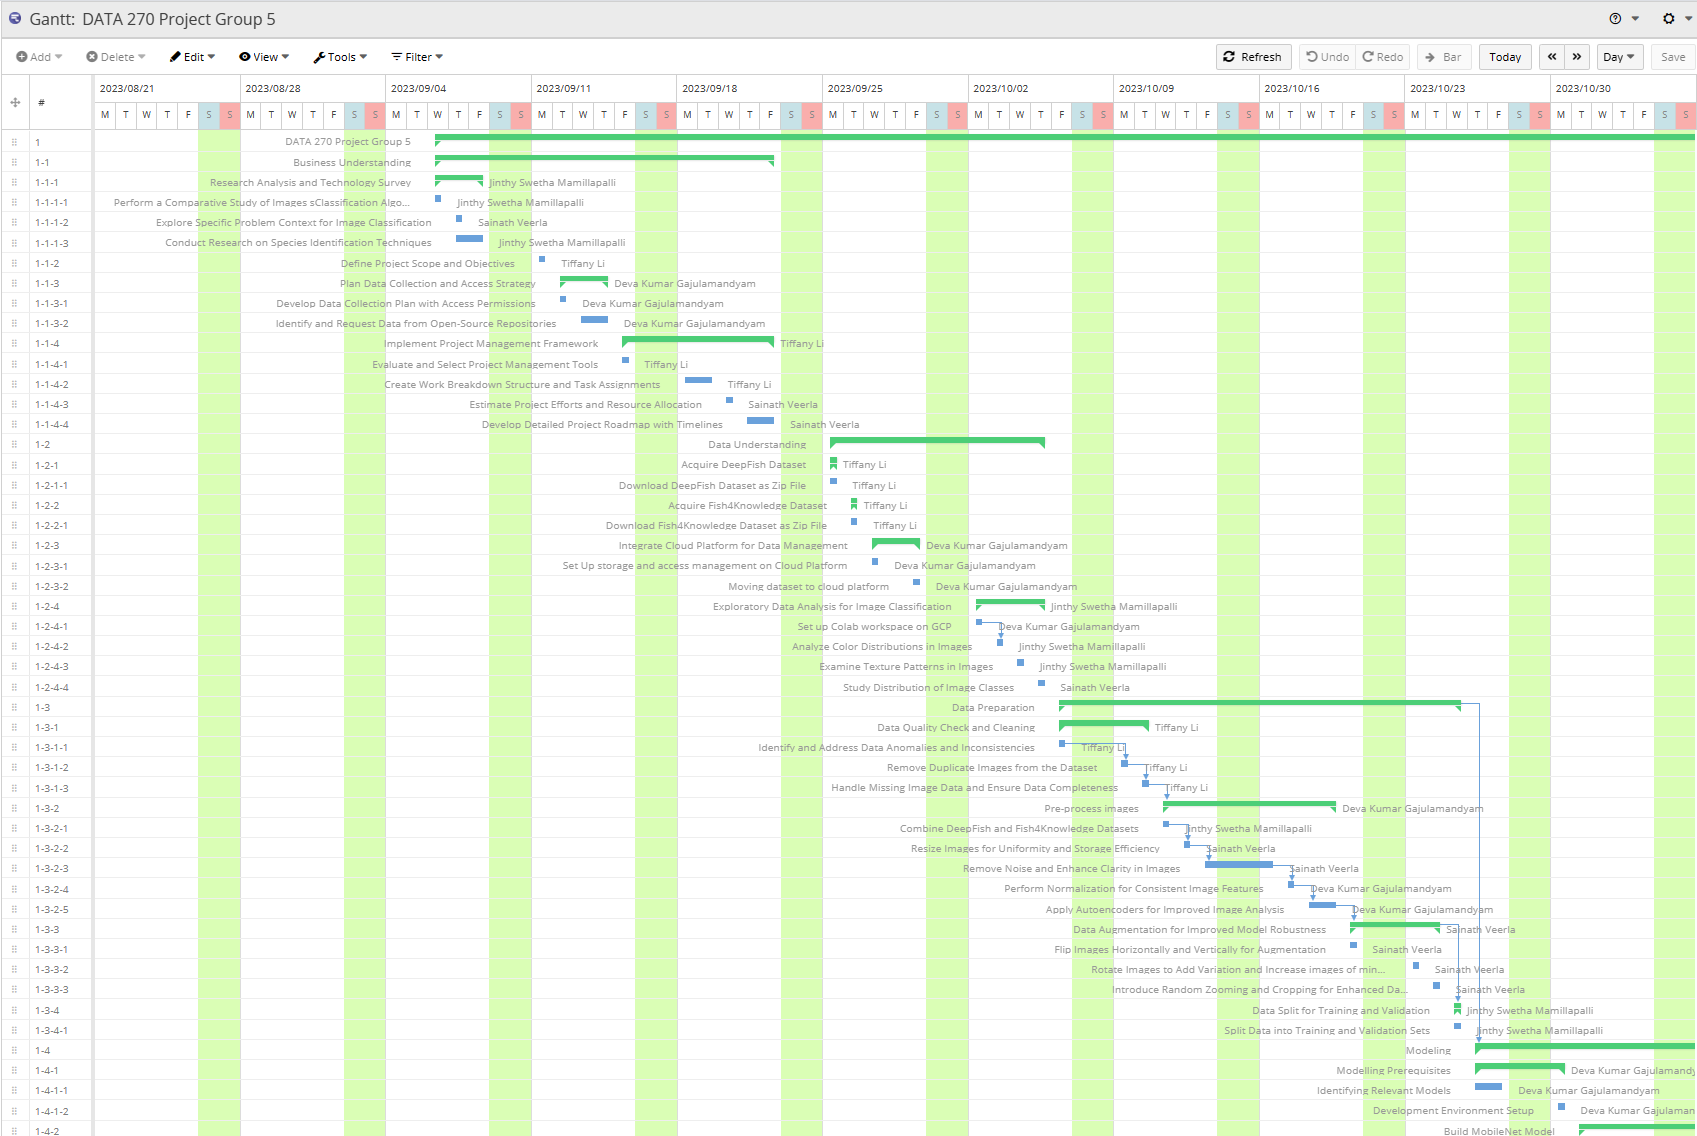 Gantt: DATA 270 Project Group 5
Add Delete Edit View Tools Filter Refresh Undo Redo Bar Today Day Save
# 2023/08/21 2023/08/28 2023/09/04 2023/09/11 2023/09/18 2023/09/25 2023/10/02 2023/10/09 2023/10/16 2023/10/23 2023/10/30
M T W T F S S M T W T F S S M T W T F S S M T W T F S S M T W T F S S M T W T F S S M T W T F S S M T W T F S S M T W T F S S M T W T F S S M T W T F S S
1 DATA 270 Project Group 5
1-1 Business Understanding
1-1-1 Research Analysis and Technology Survey Jinthy Swetha Mamillapalli
1-1-1-1 Perform a Comparative Study of Images sClassification Algo... Jinthy Swetha Mamillapalli
1-1-1-2 Explore Specific Problem Context for Image Classification Sainath Veerla
1-1-1-3 Conduct Research on Species Identification Techniques Jinthy Swetha Mamillapalli
1-1-2 Define Project Scope and Objectives Tiffany Li
1-1-3 Plan Data Collection and Access Strategy Deva Kumar Gajulamandyam
1-1-3-1 Develop Data Collection Plan with Access Permissions Deva Kumar Gajulamandyam
1-1-3-2 Identify and Request Data from Open-Source Repositories Deva Kumar Gajulamandyam
1-1-4 Implement Project Management Framework Tiffany Li
1-1-4-1 Evaluate and Select Project Management Tools Tiffany Li
1-1-4-2 Create Work Breakdown Structure and Task Assignments Tiffany Li
1-1-4-3 Estimate Project Efforts and Resource Allocation Sainath Veerla
1-1-4-4 Develop Detailed Project Roadmap with Timelines Sainath Veerla
1-2 Data Understanding
1-2-1 Acquire DeepFish Dataset Tiffany Li
1-2-1-1 Download DeepFish Dataset as Zip File Tiffany Li
1-2-2 Acquire Fish4Knowledge Dataset Tiffany Li
1-2-2-1 Download Fish4Knowledge Dataset as Zip File Tiffany Li
1-2-3 Integrate Cloud Platform for Data Management Deva Kumar Gajulamandyam
1-2-3-1 Set Up storage and access management on Cloud Platform Deva Kumar Gajulamandyam
1-2-3-2 Moving dataset to cloud platform Deva Kumar Gajulamandyam
1-2-4 Exploratory Data Analysis for Image Classification Jinthy Swetha Mamillapalli
1-2-4-1 Set up Colab workspace on GCP Deva Kumar Gajulamandyam
1-2-4-2 Analyze Color Distributions in Images Jinthy Swetha Mamillapalli
1-2-4-3 Examine Texture Patterns in Images Jinthy Swetha Mamillapalli
1-2-4-4 Study Distribution of Image Classes Sainath Veerla
1-3 Data Preparation
1-3-1 Data Quality Check and Cleaning Tiffany Li
1-3-1-1 Identify and Address Data Anomalies and Inconsistencies Tiffany Li
1-3-1-2 Remove Duplicate Images from the Dataset Tiffany Li
1-3-1-3 Handle Missing Image Data and Ensure Data Completeness Tiffany Li
1-3-2 Pre-process images Deva Kumar Gajulamandyam
1-3-2-1 Combine DeepFish and Fish4Knowledge Datasets Jinthy Swetha Mamillapalli
1-3-2-2 Resize Images for Uniformity and Storage Efficiency Sainath Veerla
1-3-2-3 Remove Noise and Enhance Clarity in Images Sainath Veerla
1-3-2-4 Perform Normalization for Consistent Image Features Deva Kumar Gajulamandyam
1-3-2-5 Apply Autoencoders for Improved Image Analysis Deva Kumar Gajulamandyam
1-3-3 Data Augmentation for Improved Model Robustness Sainath Veerla
1-3-3-1 Flip Images Horizontally and Vertically for Augmentation Sainath Veerla
1-3-3-2 Rotate Images to Add Variation and Increase images of min... Sainath Veerla
1-3-3-3 Introduce Random Zooming and Cropping for Enhanced Da... Sainath Veerla
1-3-4 Data Split for Training and Validation Jinthy Swetha Mamillapalli
1-3-4-1 Split Data into Training and Validation Sets Jinthy Swetha Mamillapalli
1-4 Modeling
1-4-1 Modelling Prerequisites Deva Kumar Gajulamandy
1-4-1-1 Identifying Relevant Models Deva Kumar Gajulamandyam
1-4-1-2 Development Environment Setup Deva Kumar Gajulaman
1-4-2 Build MobileNet Model